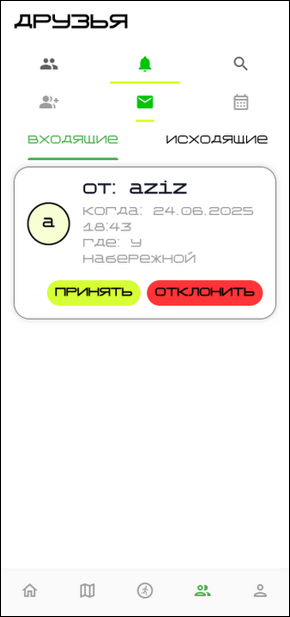 ДРУЗЬЯ
ВХОДЯЩИЕ ИСХОДЯЩИЕ
a
от: aziz
Когда: 24.06.2025
18:43
Где: У
набережной
ПРИНЯТЬ ОТКЛОНИТЬ